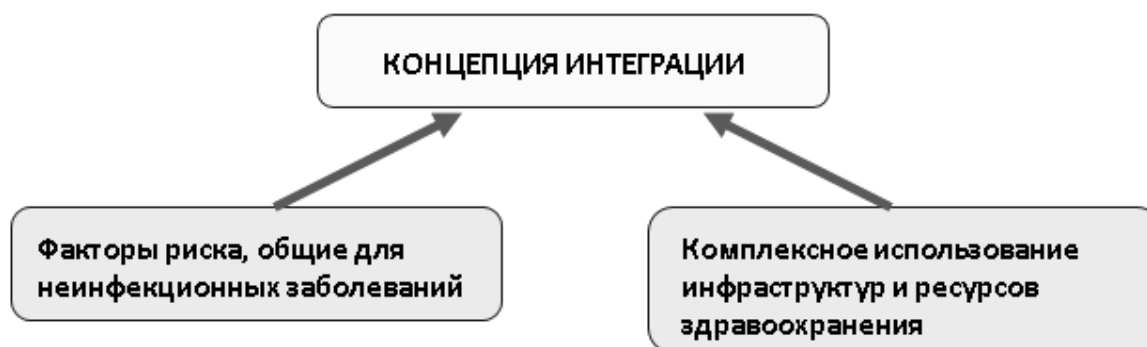 КОНЦЕПЦИЯ ИНТЕГРАЦИИ
Факторы риска, общие для
неинфекционных заболеваний
Комплексное использование
инфраструктур и ресурсов
здравоохранения